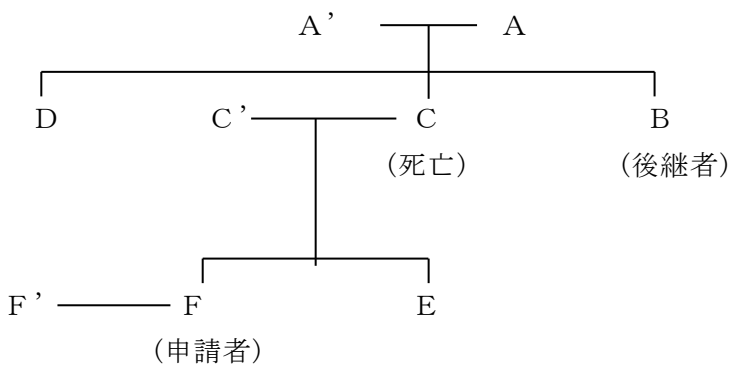 Ａ’ Ａ
Ｄ Ｃ’ Ｃ Ｂ
（死亡） （後継者）
Ｆ’ Ｆ Ｅ
（申請者）